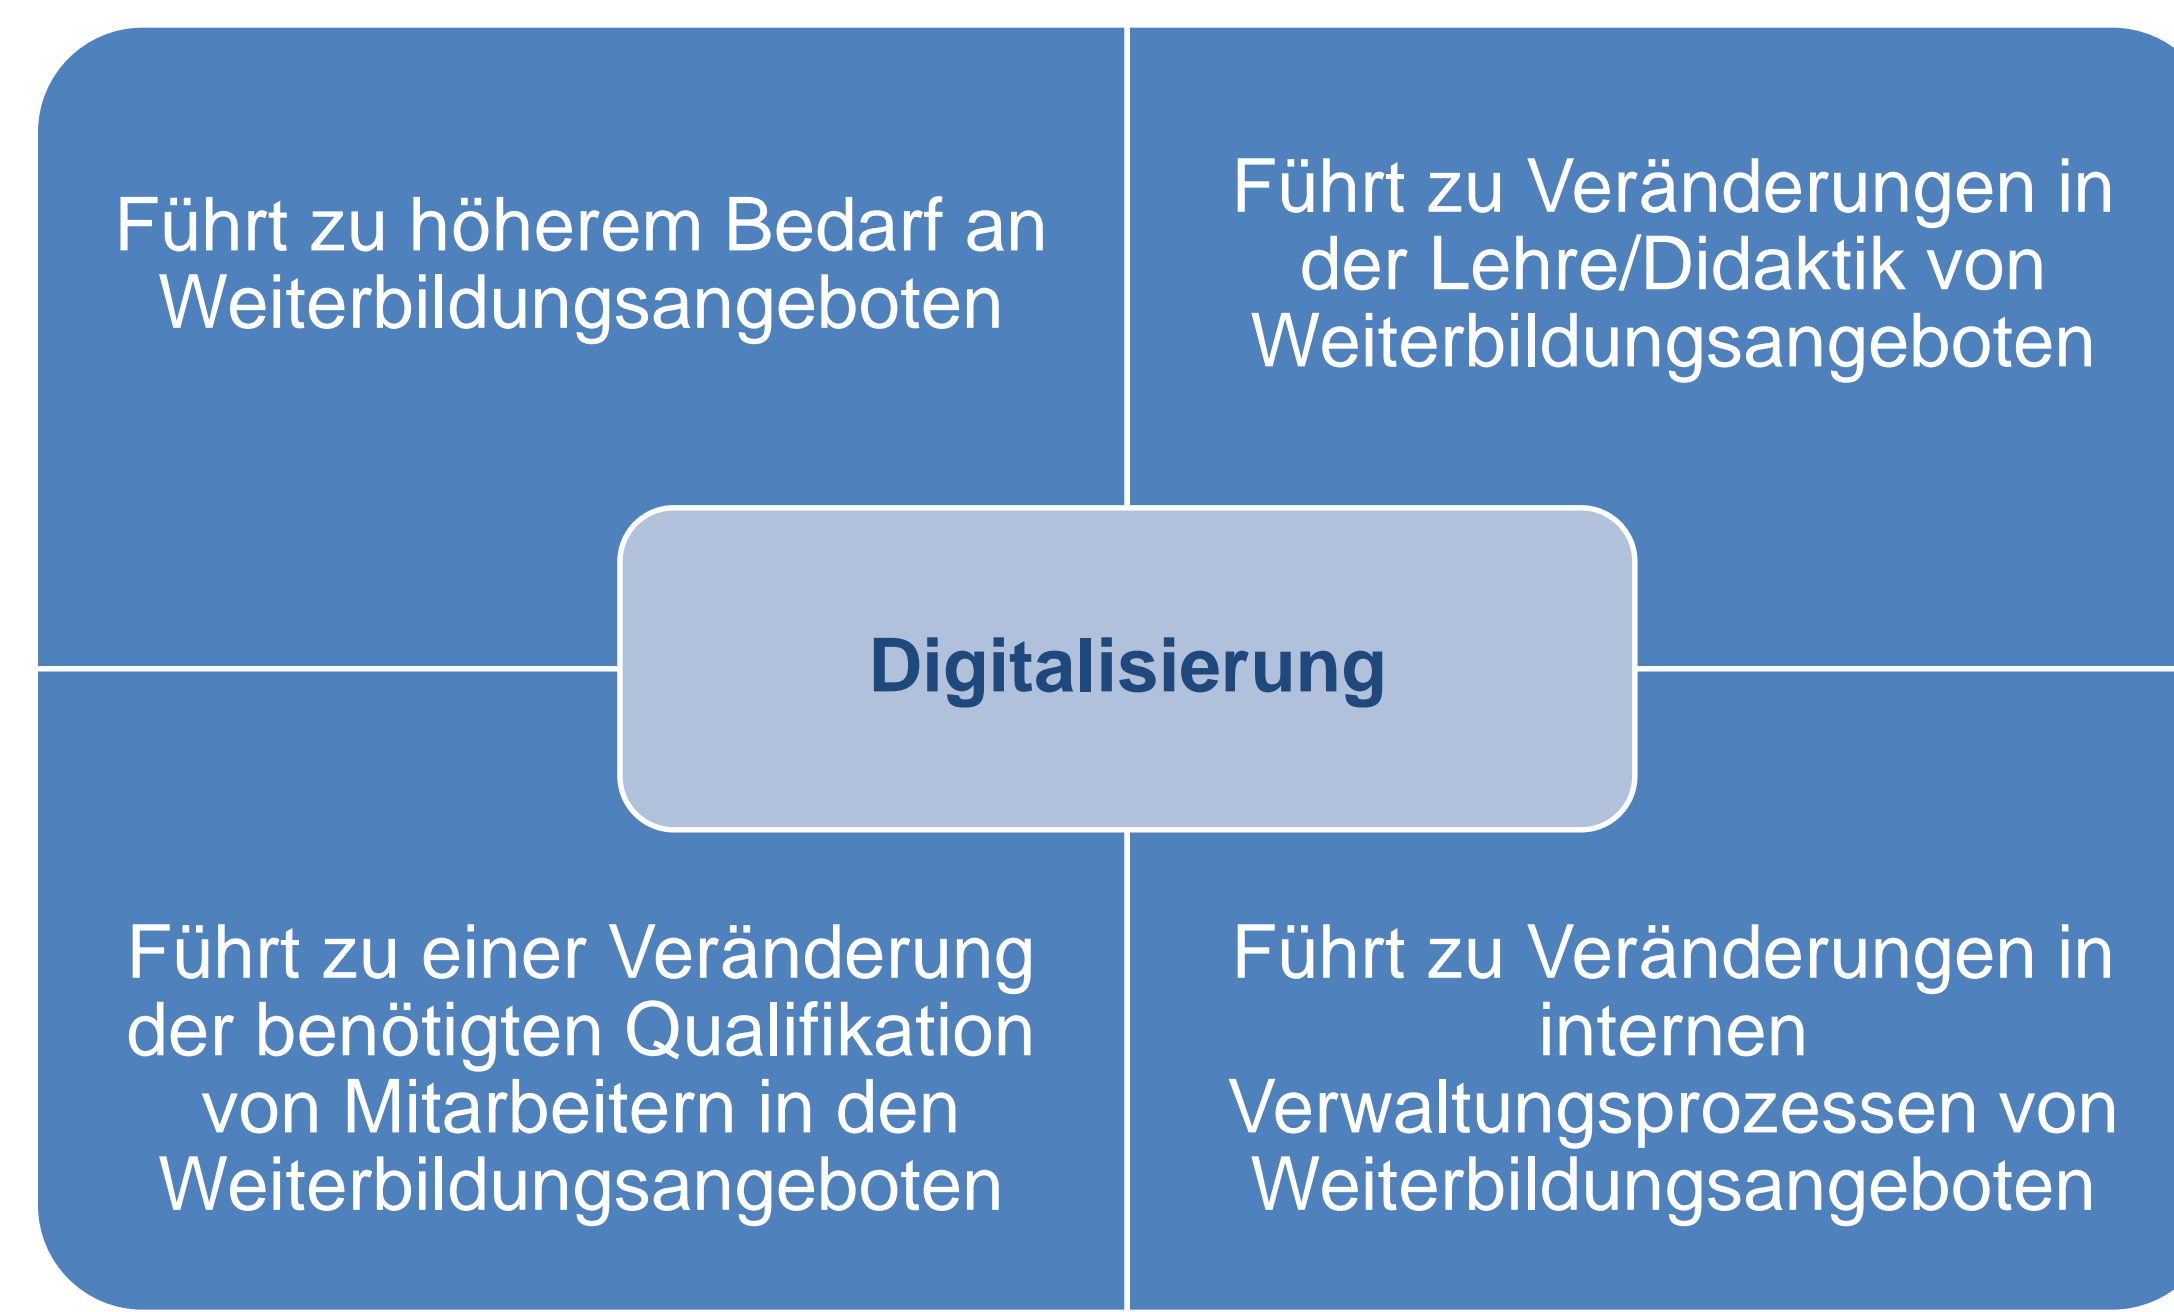 Führt zu höherem Bedarf an
Weiterbildungsangeboten
Führt zu Veränderungen in
der Lehre/Didaktik von
Weiterbildungsangeboten
Digitalisierung
Führt zu einer Veränderung
der benötigten Qualifikation
von Mitarbeitern in den
Weiterbildungsangeboten
Führt zu Veränderungen in
internen
Verwaltungsprozessen von
Weiterbildungsangeboten